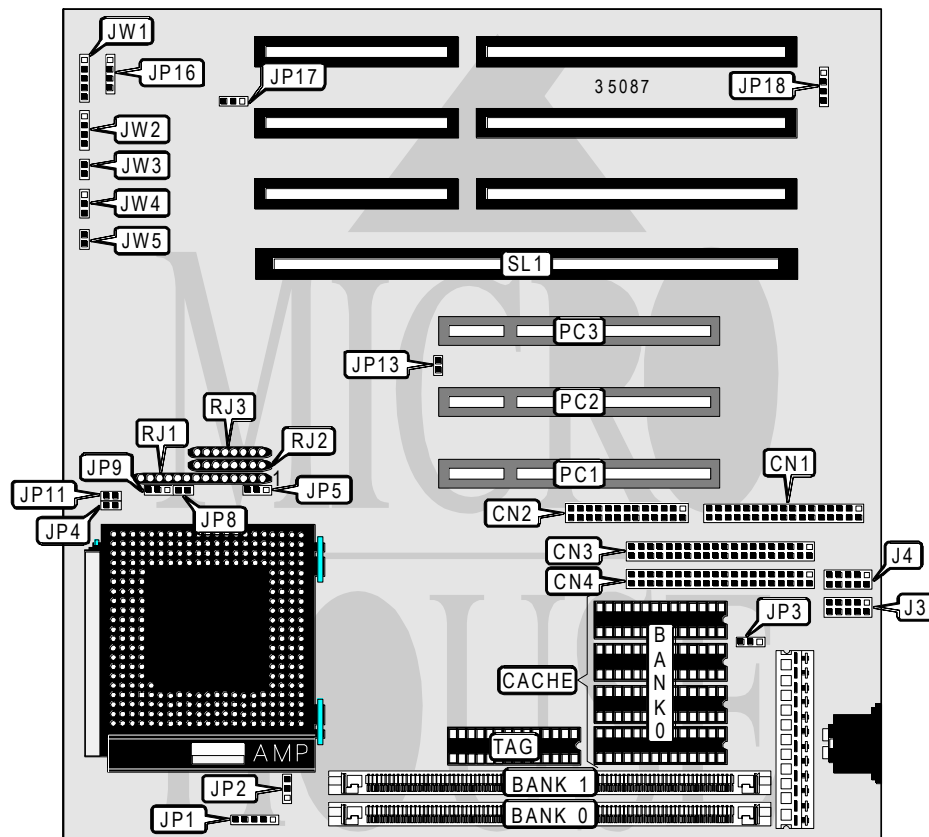 JW1
JP16
JP17
35087
JP18
JW2
JW3
JW4
JW5
SL1
PC3
JP13
PC2
RJ3
RJ1
RJ2
JP9
PC1
CN1
JP11
1
JP5
CN2
JP4
JP8
CN3
J4
CN4
J3
JP3
BANK0
CACHE
TAG
AMP
BANK 1
JP2
BANK 0
JP1
MICRO
HOUSE